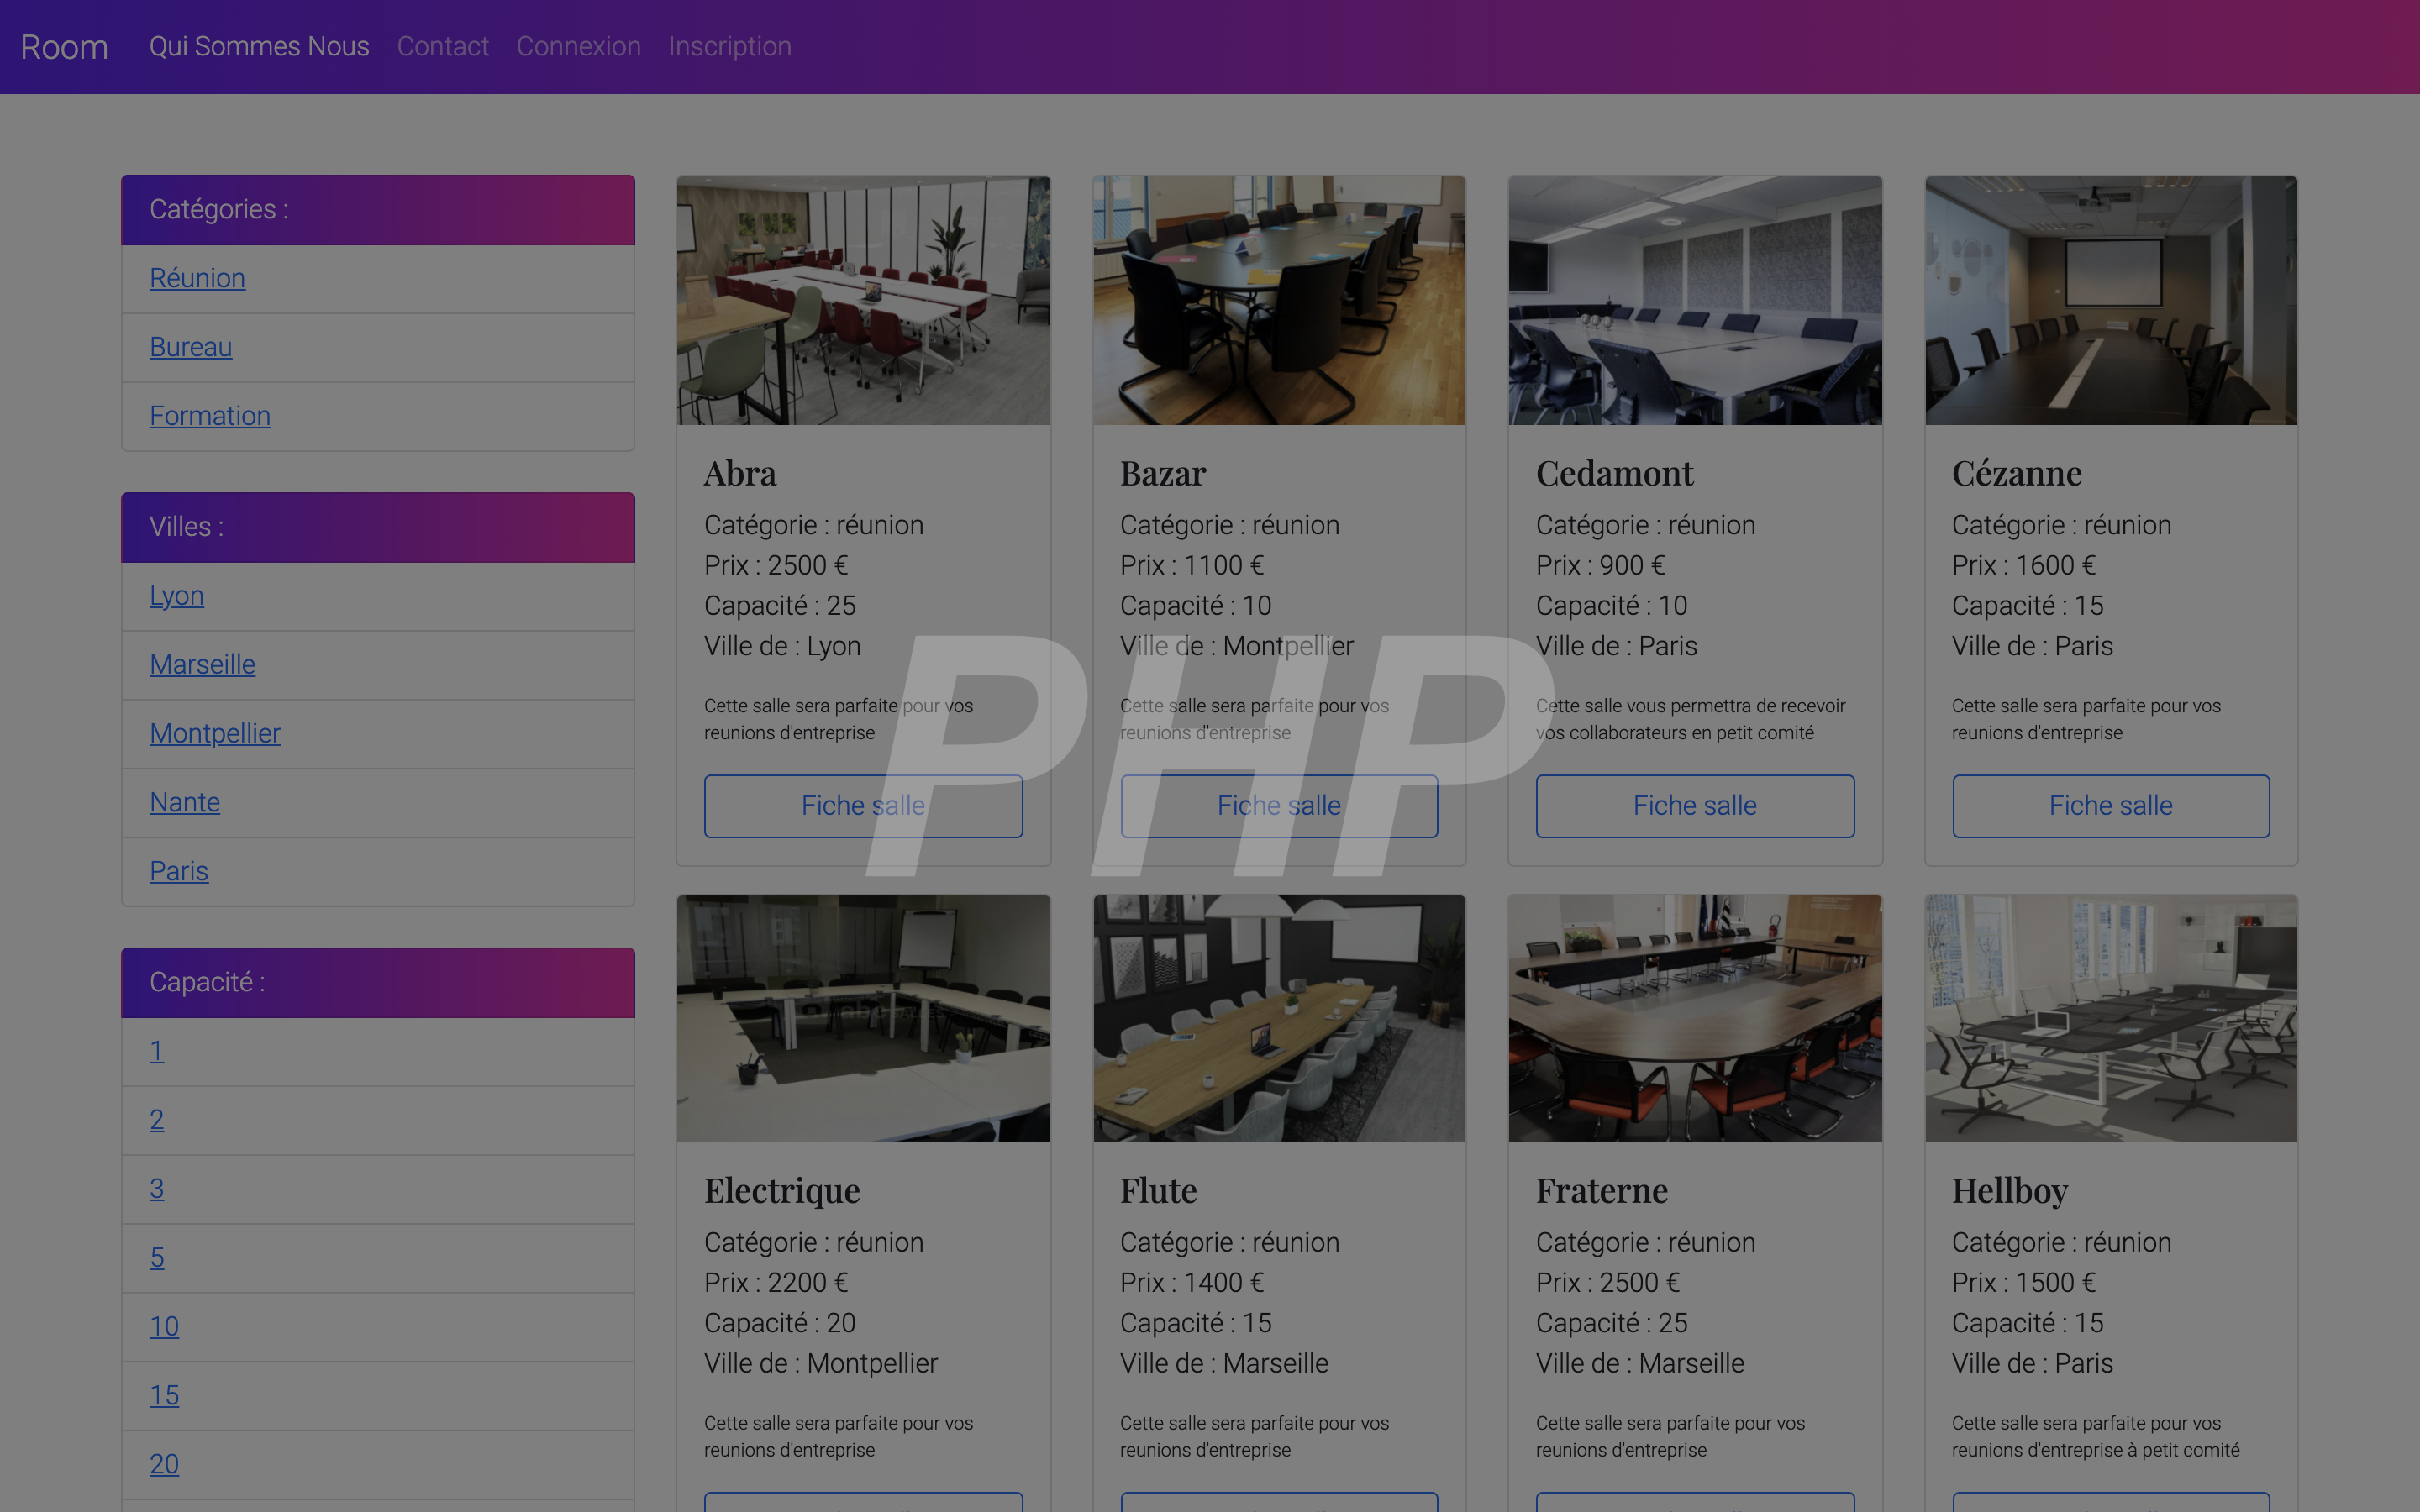 Room Qui Sommes Nous Contact Connexion Inscription
Catégories :
Réunion
Bureau
Formation
Villes :
Lyon
Marseille
Montpellier
Nante
Paris
Capacité :
1
2
3
5
10
15
20
Abra
Catégorie : réunion
Prix : 2500 €
Capacité : 25
Ville de : Lyon
Cette salle sera parfaite pour vos
reunions d'entreprise
Fiche salle
Bazar
Catégorie : réunion
Prix : 1100 €
Capacité : 10
Ville de : Montpellier
Cette salle sera parfaite pour vos
reunions d'entreprise
Fiche salle
Cedamont
Catégorie : réunion
Prix : 900 €
Capacité : 10
Ville de : Paris
Cette salle vous permettra de recevoir
vos collaborateurs en petit comité
Fiche salle
Cézanne
Catégorie : réunion
Prix : 1600 €
Capacité : 15
Ville de : Paris
Cette salle sera parfaite pour vos
reunions d'entreprise
Fiche salle
PHP
Electrique
Catégorie : réunion
Prix : 2200 €
Capacité : 20
Ville de : Montpellier
Cette salle sera parfaite pour vos
reunions d'entreprise
Flute
Catégorie : réunion
Prix : 1400 €
Capacité : 15
Ville de : Marseille
Cette salle sera parfaite pour vos
reunions d'entreprise
Fraterne
Catégorie : réunion
Prix : 2500 €
Capacité : 25
Ville de : Marseille
Cette salle sera parfaite pour vos
reunions d'entreprise
Hellboy
Catégorie : réunion
Prix : 1500 €
Capacité : 15
Ville de : Paris
Cette salle sera parfaite pour vos
reunions d'entreprise à petit comité